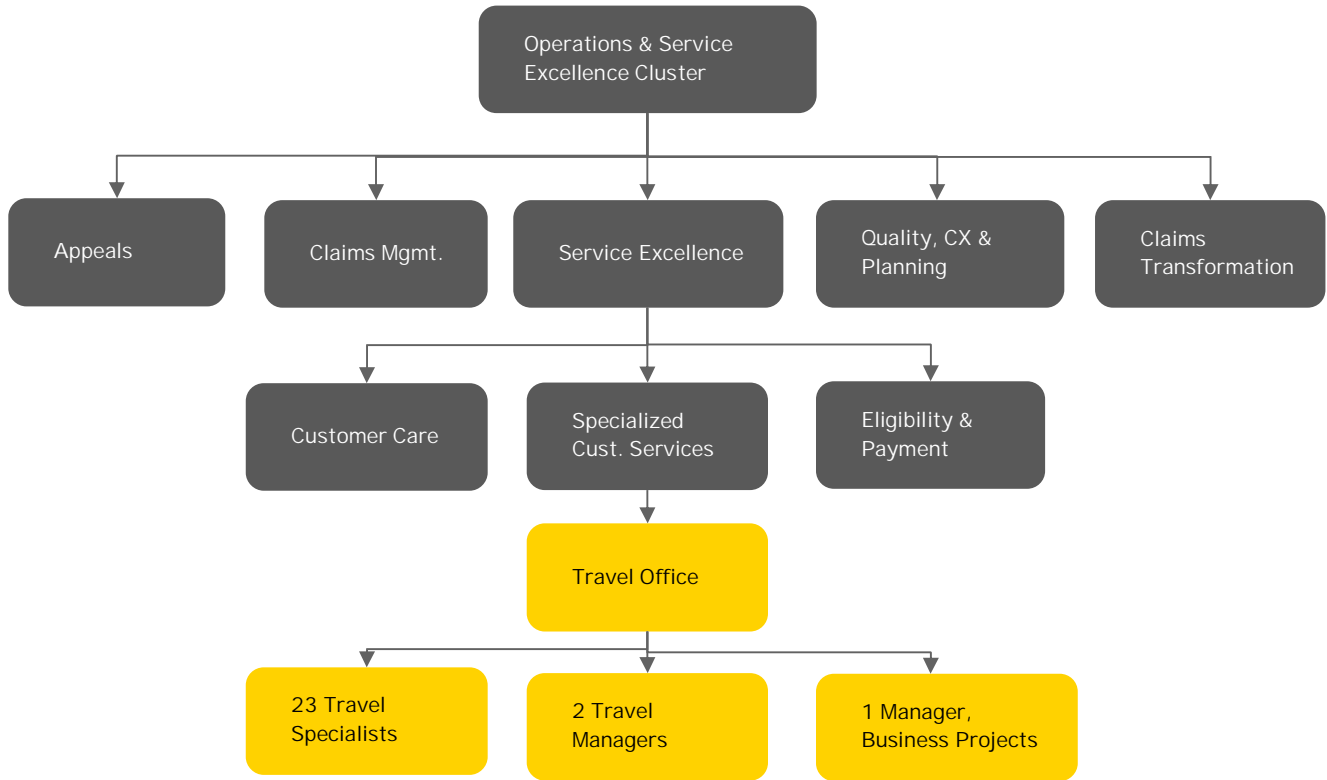 Operations & Service
Excellence Cluster
Appeals
Claims Mgmt.
Service Excellence
Quality, CX &
Planning
Claims
Transformation
Customer Care
Specialized
Cust. Services
Eligibility &
Payment
Travel Office
23 Travel
Specialists
2 Travel
Managers
1 Manager,
Business Projects